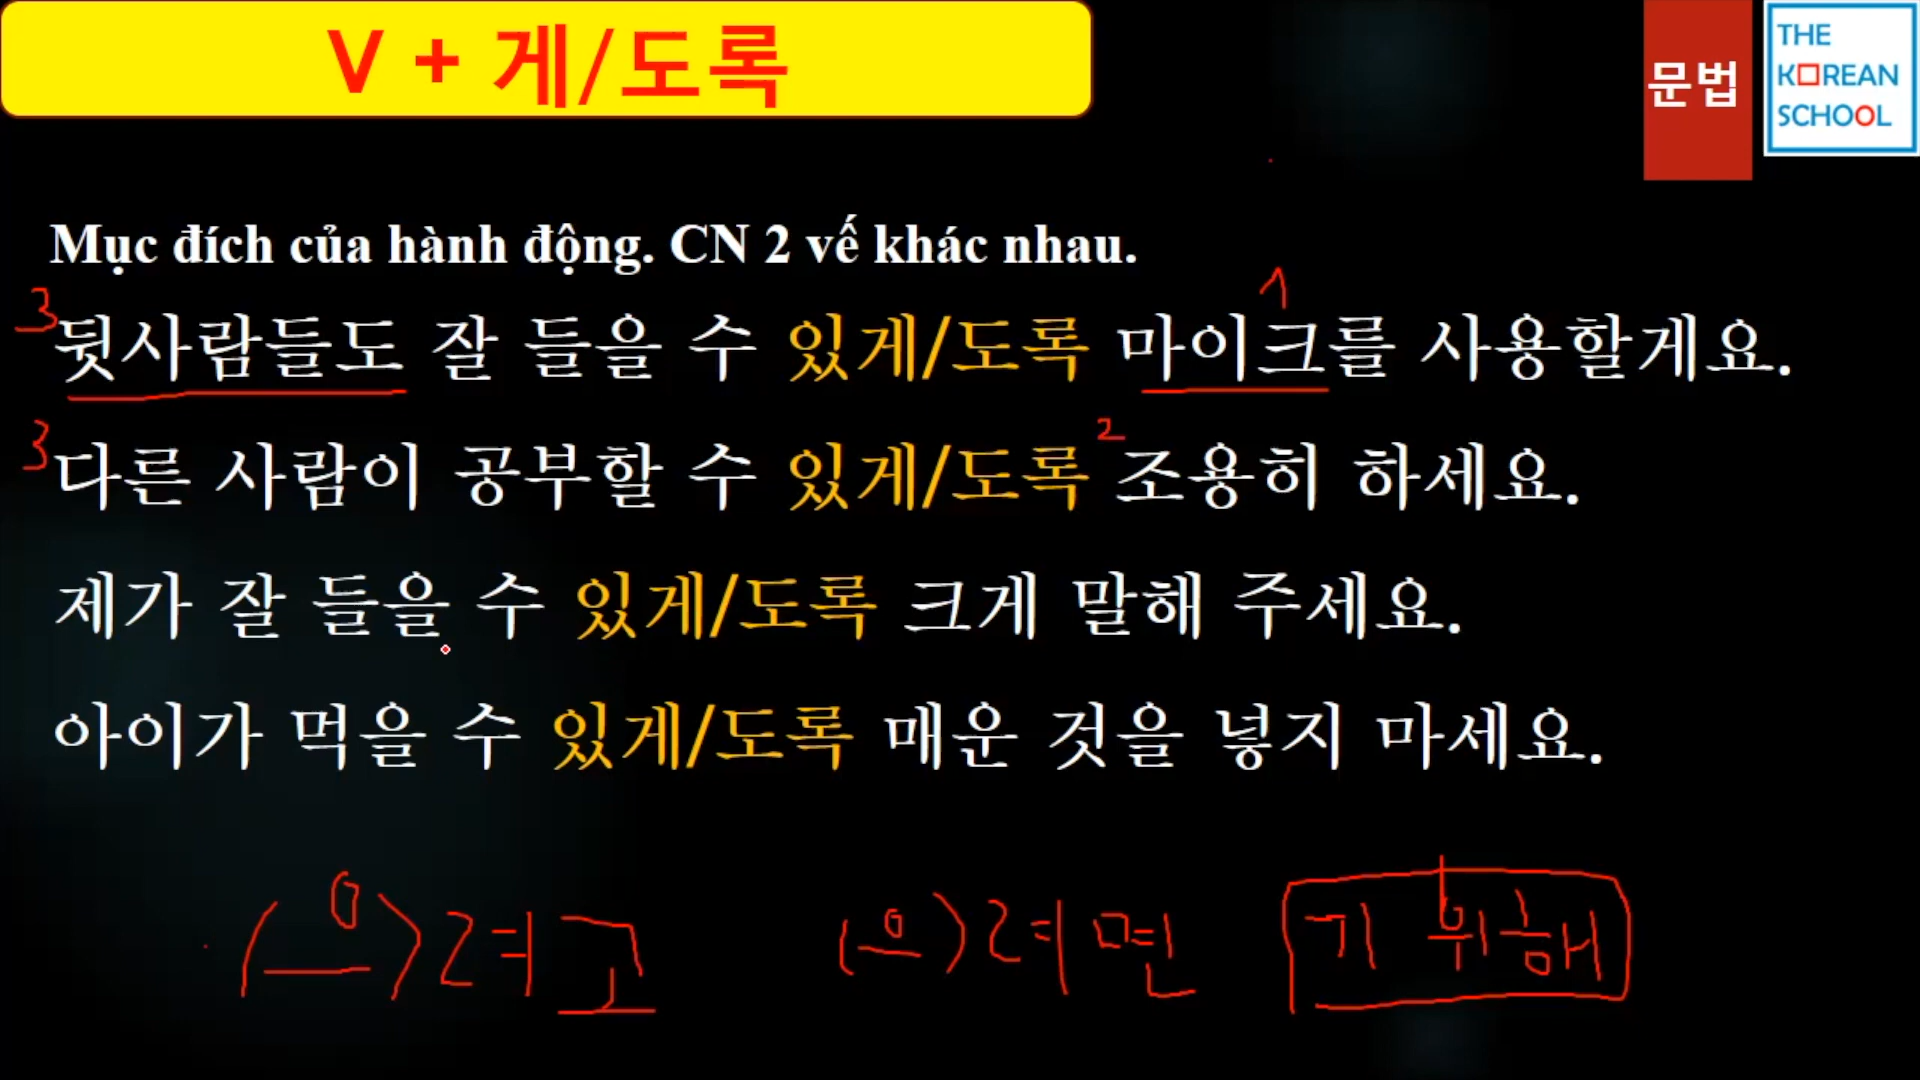 V + 게/도록
문법
THE
KOREAN
SCHOOL
Mục đích của hành động. CN 2 vế khác nhau.
3 1
뒷사람들도 잘 들을 수 있게/도록 마이크를 사용할게요.
3 2
다른 사람이 공부할 수 있게/도록 조용히 하세요.
제가 잘 들을 수 있게/도록 크게 말해 주세요.
아이가 먹을 수 있게/도록 매운 것을 넣지 마세요.
(으)려고 (으)려면 기 위해